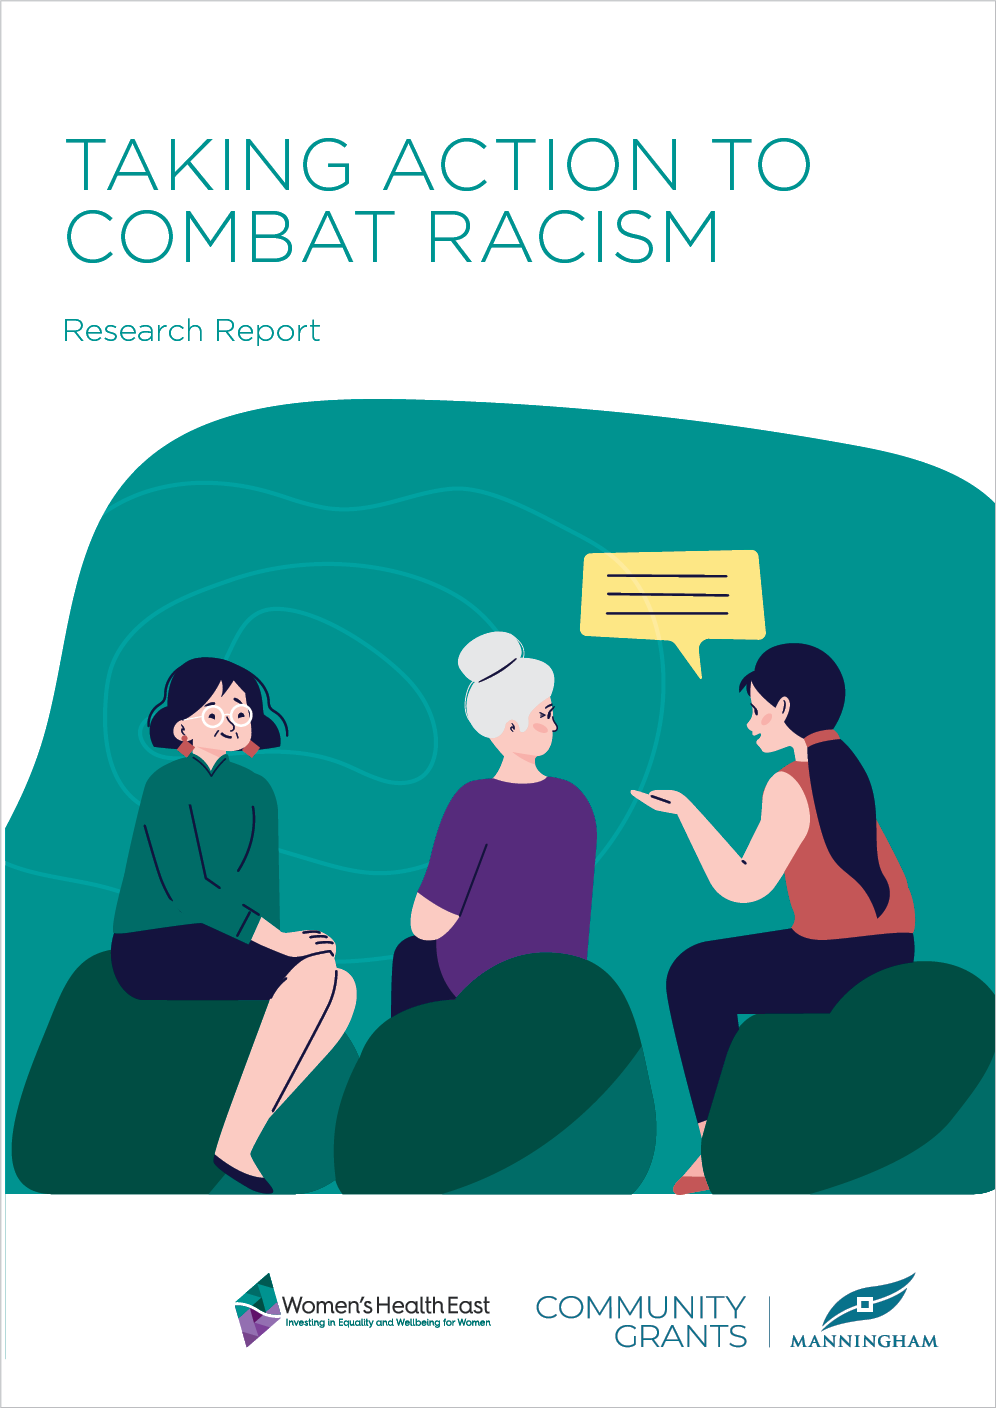 TAKING ACTION TO
COMBAT RACISM
Research Report
Women's Health East
Investing in Equality and Wellbeing for Women
COMMUNITY
GRANTS
MANNINGHAM